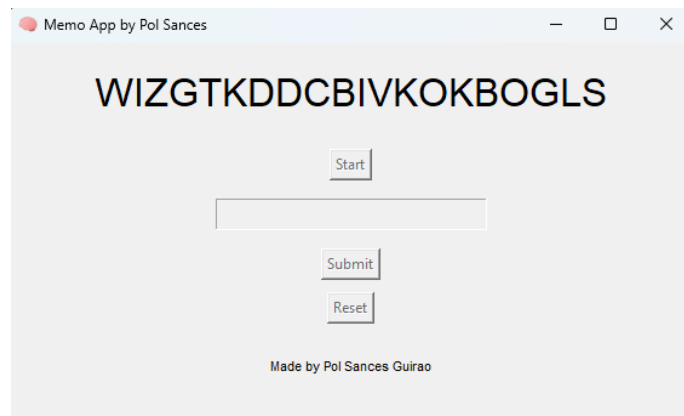 Memo App by Pol Sances
WIZGTKDDCBIVKOKBOGLS
Start
Submit
Reset
Made by Pol Sances Guirao